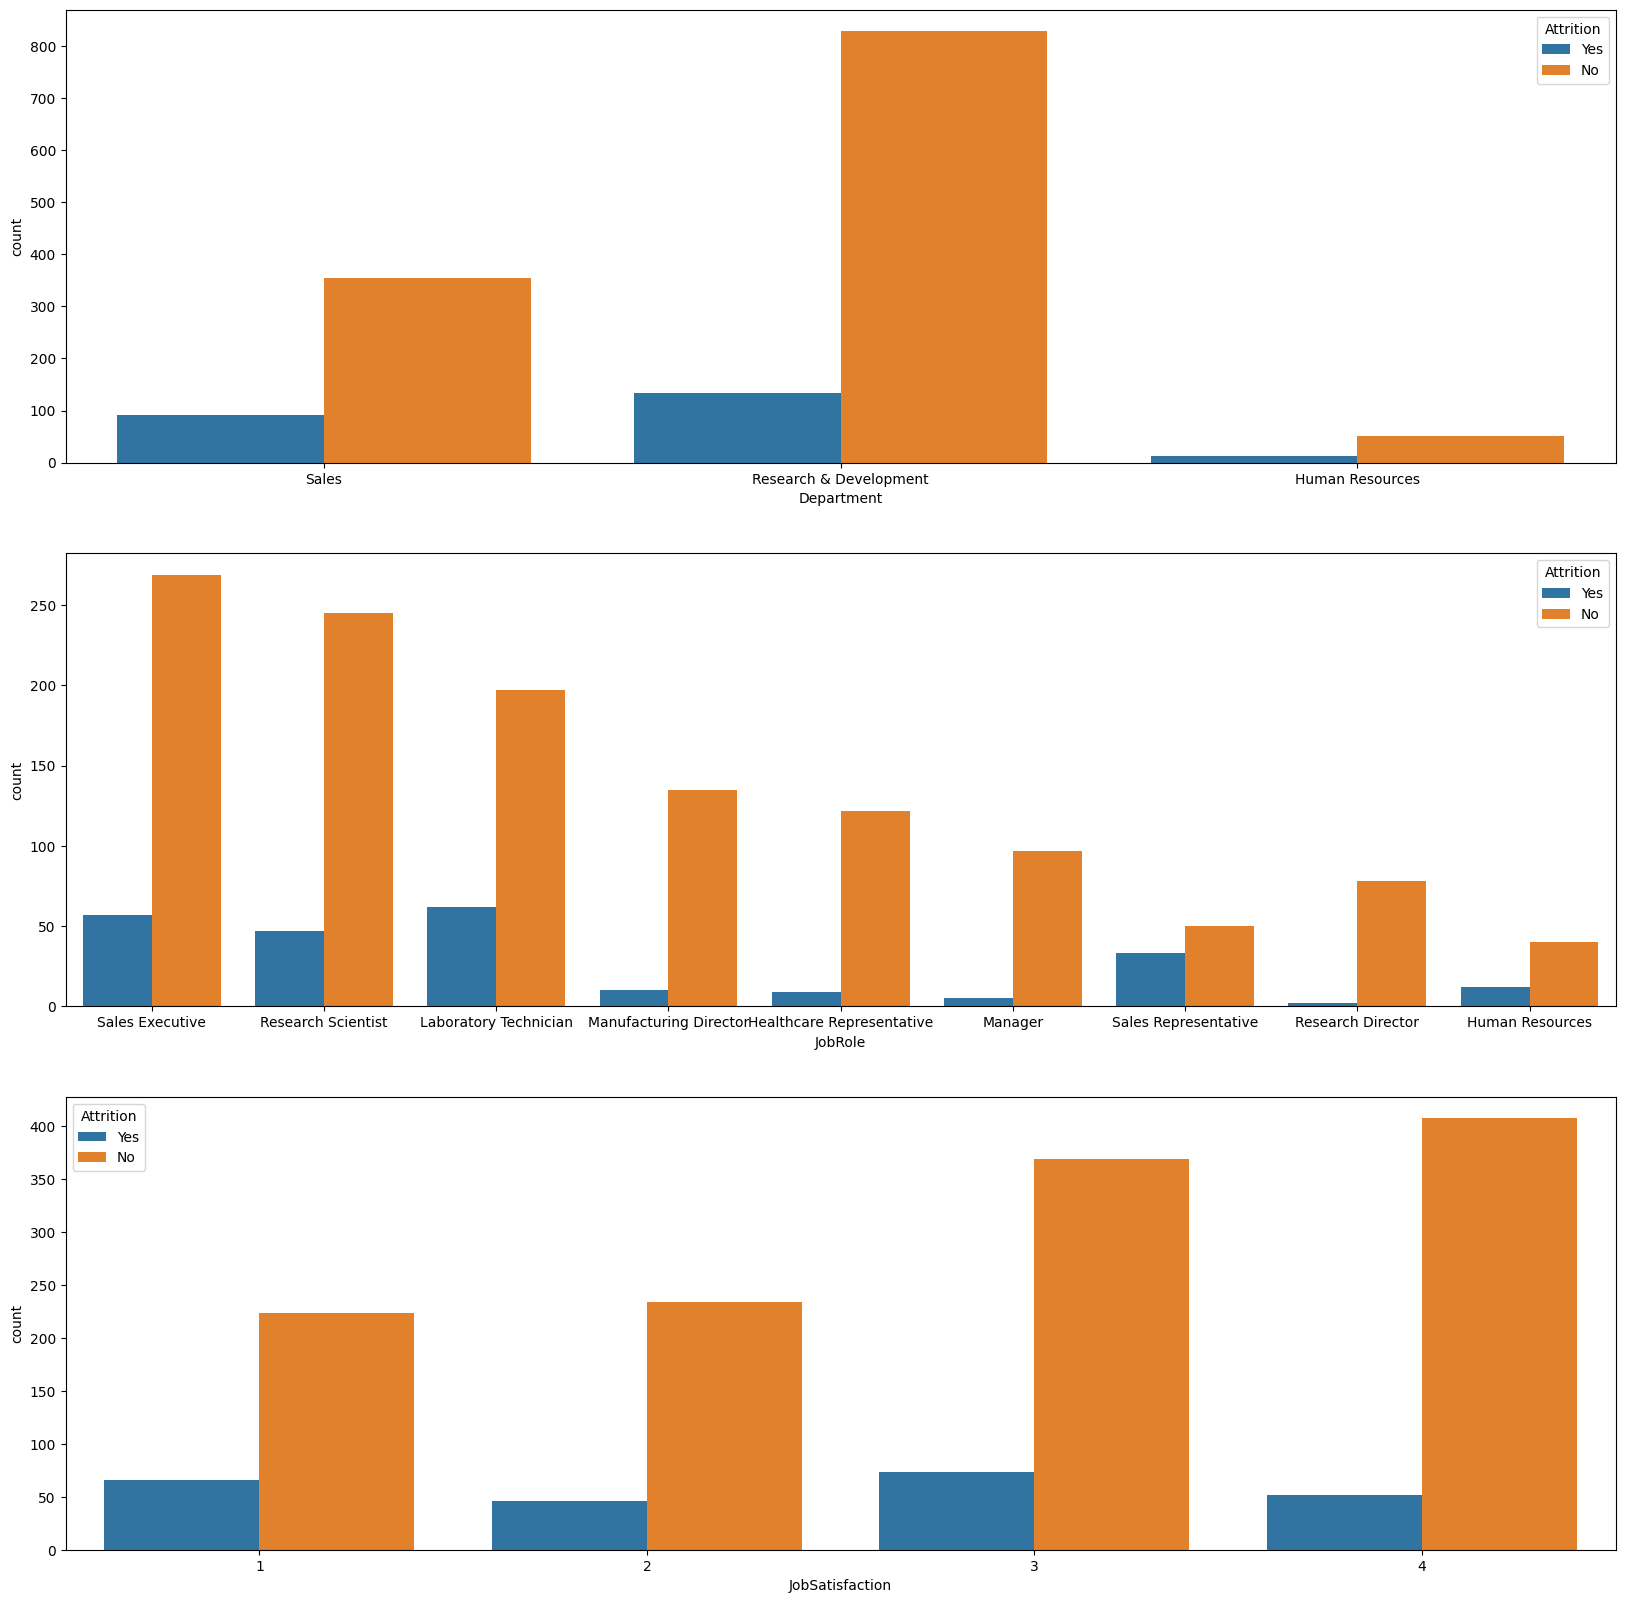 Attrition
Yes
No
800
700
600
500
400
300
200
100
0
count
Sales
Research & Development
Human Resources
Department
Attrition
Yes
No
250
200
150
100
50
0
count
Sales Executive
Research Scientist
Laboratory Technician
Manufacturing Director
Healthcare Representative
Manager
Sales Representative
Research Director
Human Resources
JobRole
Attrition
Yes
No
400
350
300
250
200
150
100
50
0
count
1
2
3
4
JobSatisfaction